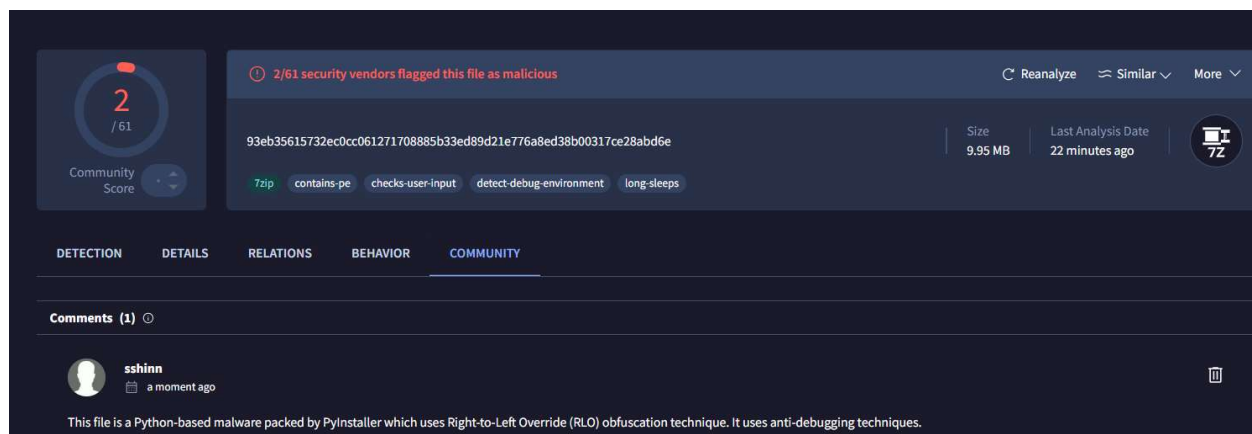 2/61 security vendors flagged this file as malicious
Reanalyze Similar More
2
/61
Community
Score
93eb35615732ec0cc061271708885b33ed89d21e776a8ed38b00317ce28abd6e
Size
9.95 MB
Last Analysis Date
22 minutes ago
7Z
7zip contains-pe checks-user-input detect-debug-environment long-sleeps
DETECTION DETAILS RELATIONS BEHAVIOR COMMUNITY
Comments (1)
sshinn
a moment ago
This file is a Python-based malware packed by PyInstaller which uses Right-to-Left Override (RLO) obfuscation technique. It uses anti-debugging techniques.